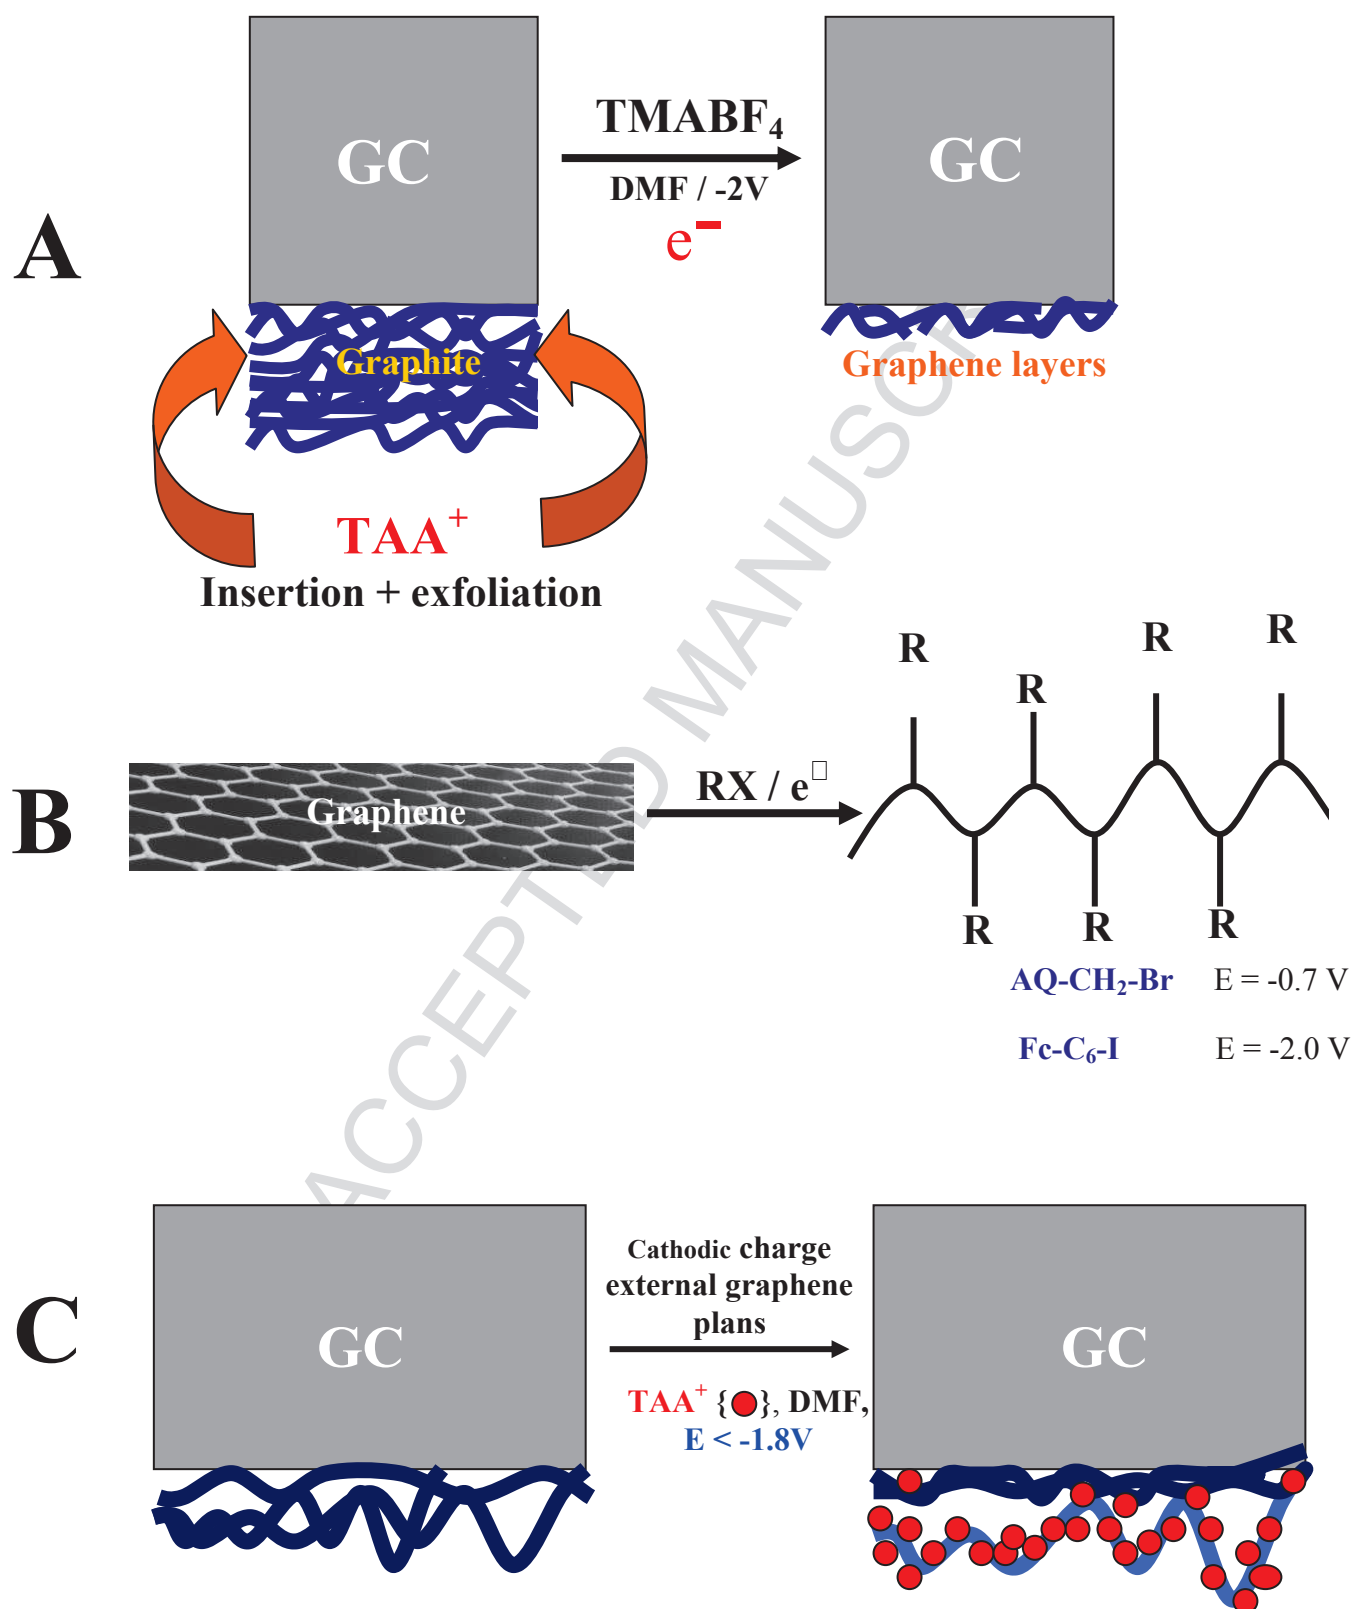 A
GC
TMABF₄
DMF / -2V
e⁻
GC
Graphite
Graphene layers
TAA⁺
Insertion + exfoliation
B
Graphene
RX / e□
R
R
R
R
R
R
R
AQ-CH₂-Br E = -0.7 V
Fc-C₆-I E = -2.0 V
C
GC
Cathodic charge
external graphene
plans
TAA⁺ {●}, DMF,
E < -1.8V
GC
ACCEPTED MANUSCR